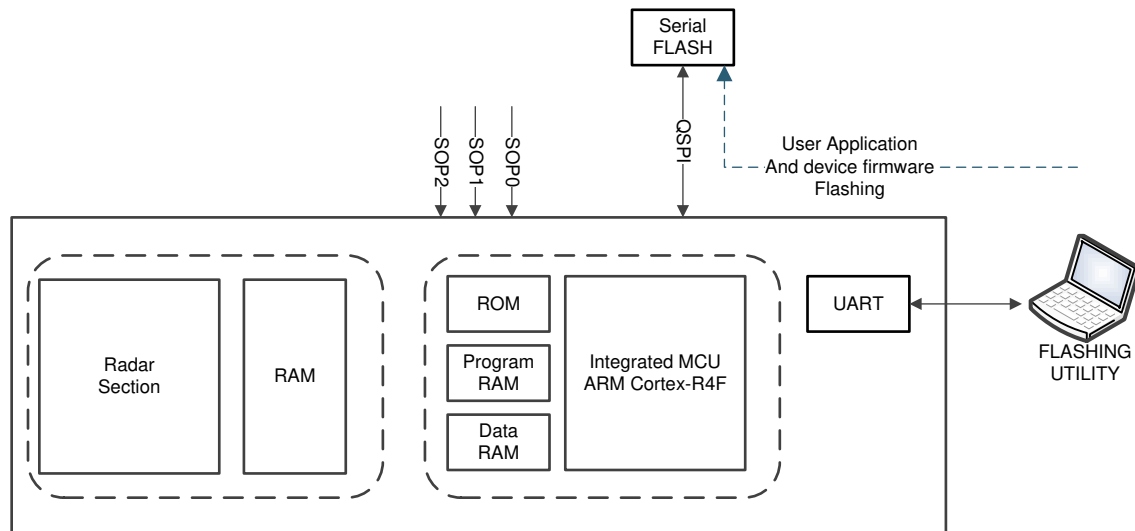 Serial
FLASH
SOP2
SOP1
SOP0
QSPI
User Application
And device firmware
Flashing
Radar
Section
RAM
ROM
Program
RAM
Data
RAM
Integrated MCU
ARM Cortex-R4F
UART
FLASHING
UTILITY